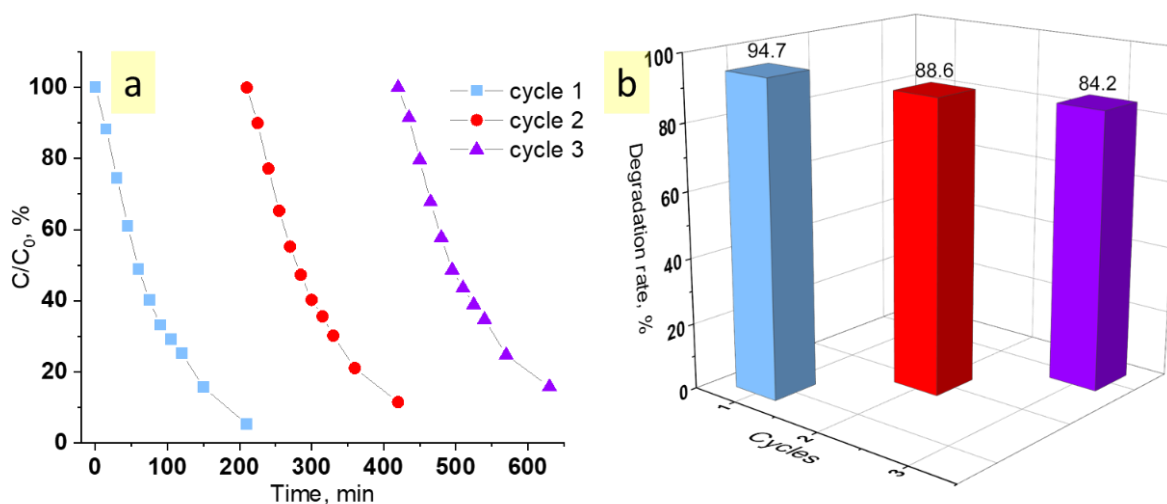 a
100
80
60
40
20
0
C/C0, %
0 100 200 300 400 500 600
Time, min
cycle 1
cycle 2
cycle 3
b
100
80
60
40
20
0
Degradation rate, %
94.7
88.6
84.2
1
2
3
Cycles